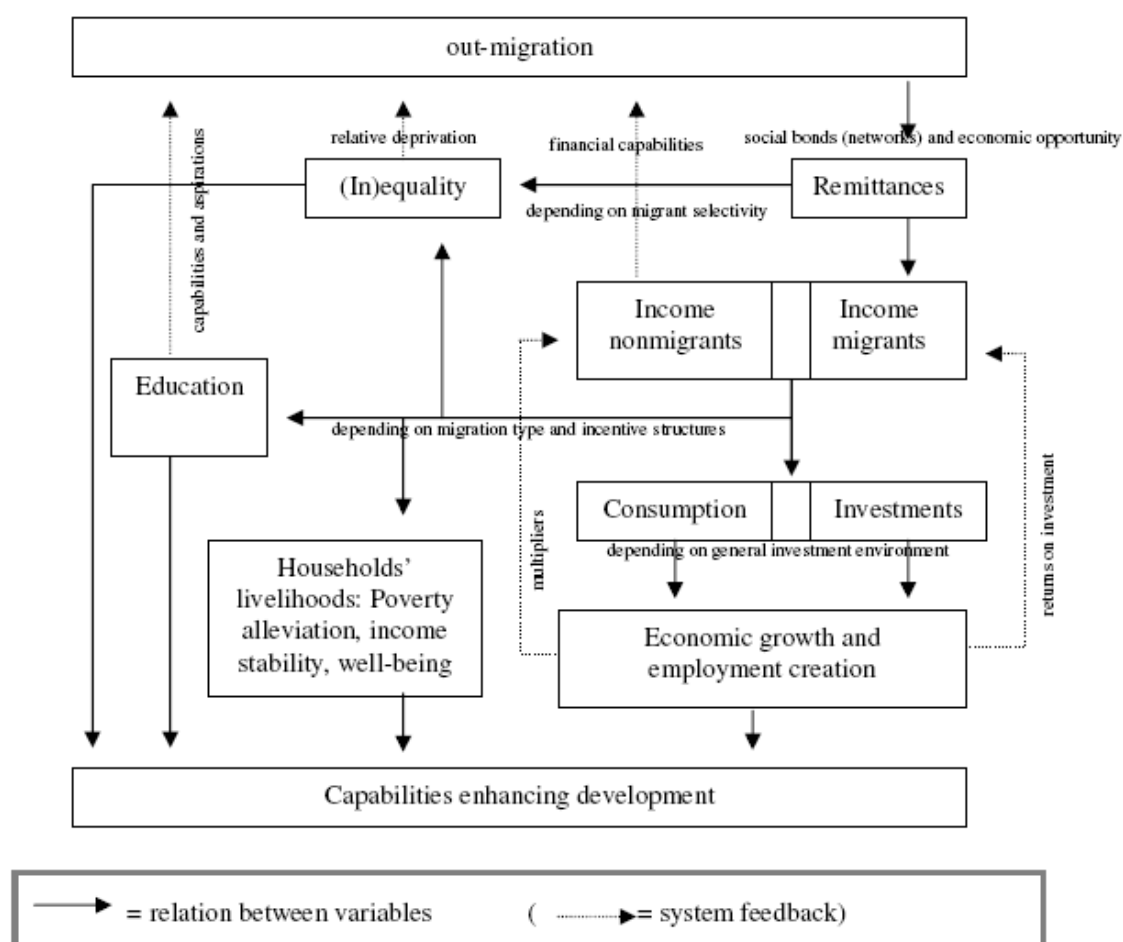 out-migration
relative deprivation
financial capabilities
social bonds (networks) and economic opportunity
capabilities and aspirations
(In)equality
Remittances
depending on migrant selectivity
Income
nonmigrants
Income
migrants
Education
depending on migration type and incentive structures
multipliers
returns on investment
Consumption
Investments
depending on general investment environment
Households’
livelihoods: Poverty
alleviation, income
stability, well-being
Economic growth and
employment creation
Capabilities enhancing development
= relation between variables ( = system feedback)